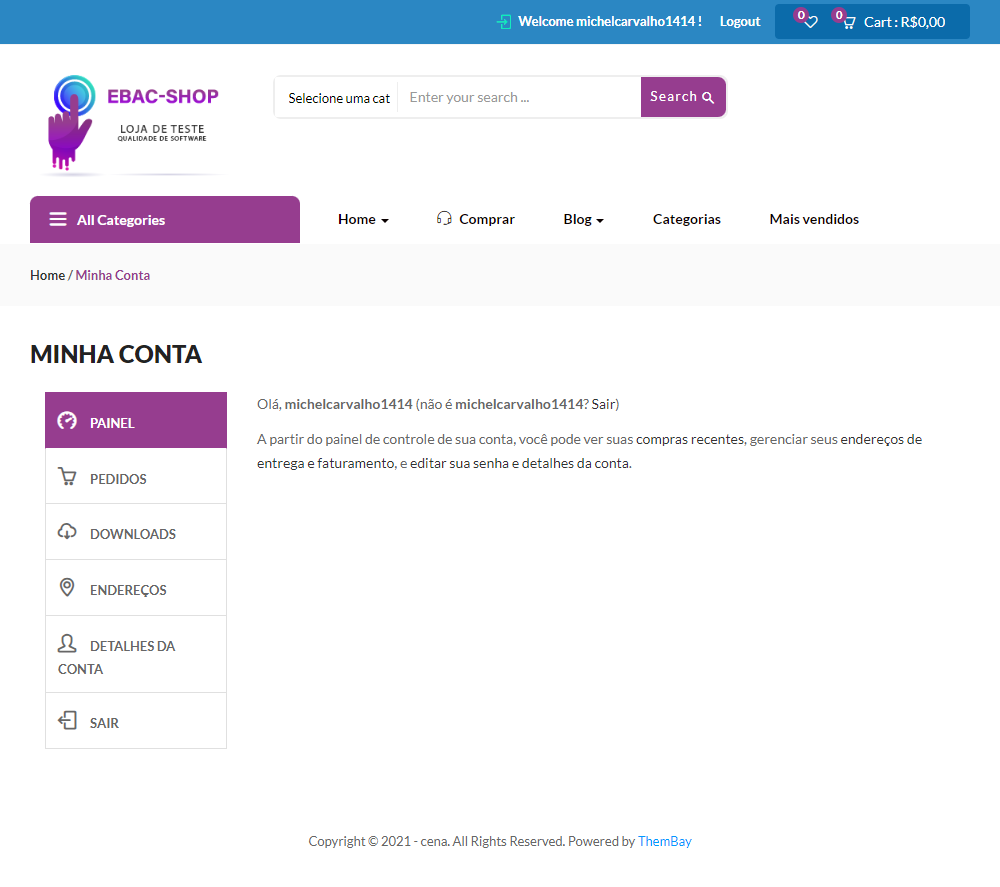 Welcome michelcarvalho1414 ! Logout 0 0 Cart : R$0,00
EBAC-SHOP
LOJA DE TESTE
QUALIDADE DE SOFTWARE
Selecione uma cat Enter your search ... Search
All Categories Home Comprar Blog Categorias Mais vendidos
Home / Minha Conta
MINHA CONTA
PAINEL
PEDIDOS
DOWNLOADS
ENDEREÇOS
DETALHES DA
CONTA
SAIR
Olá, michelcarvalho1414 (não é michelcarvalho1414? Sair)
A partir do painel de controle de sua conta, você pode ver suas compras recentes, gerenciar seus endereços de
entrega e faturamento, e editar sua senha e detalhes da conta.
Copyright © 2021 - cena. All Rights Reserved. Powered by ThemBay